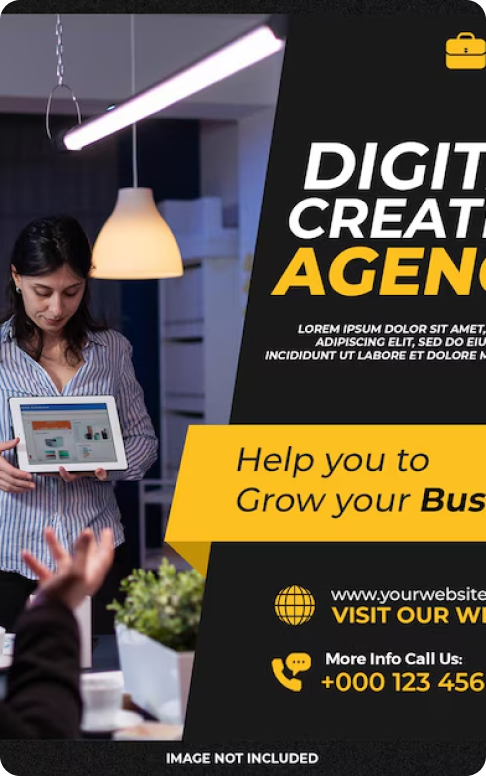 DIGIT
CREAT
AGENC
LOREM IPSUM DOLOR SIT AMET,
ADIPISCING ELIT, SED DO EIU
INCIDIDUNT UT LABORE ET DOLORE M
Help you to
Grow your Bus
www.yourwebsite
VISIT OUR WE
More Info Call Us:
+000 123 456
IMAGE NOT INCLUDED